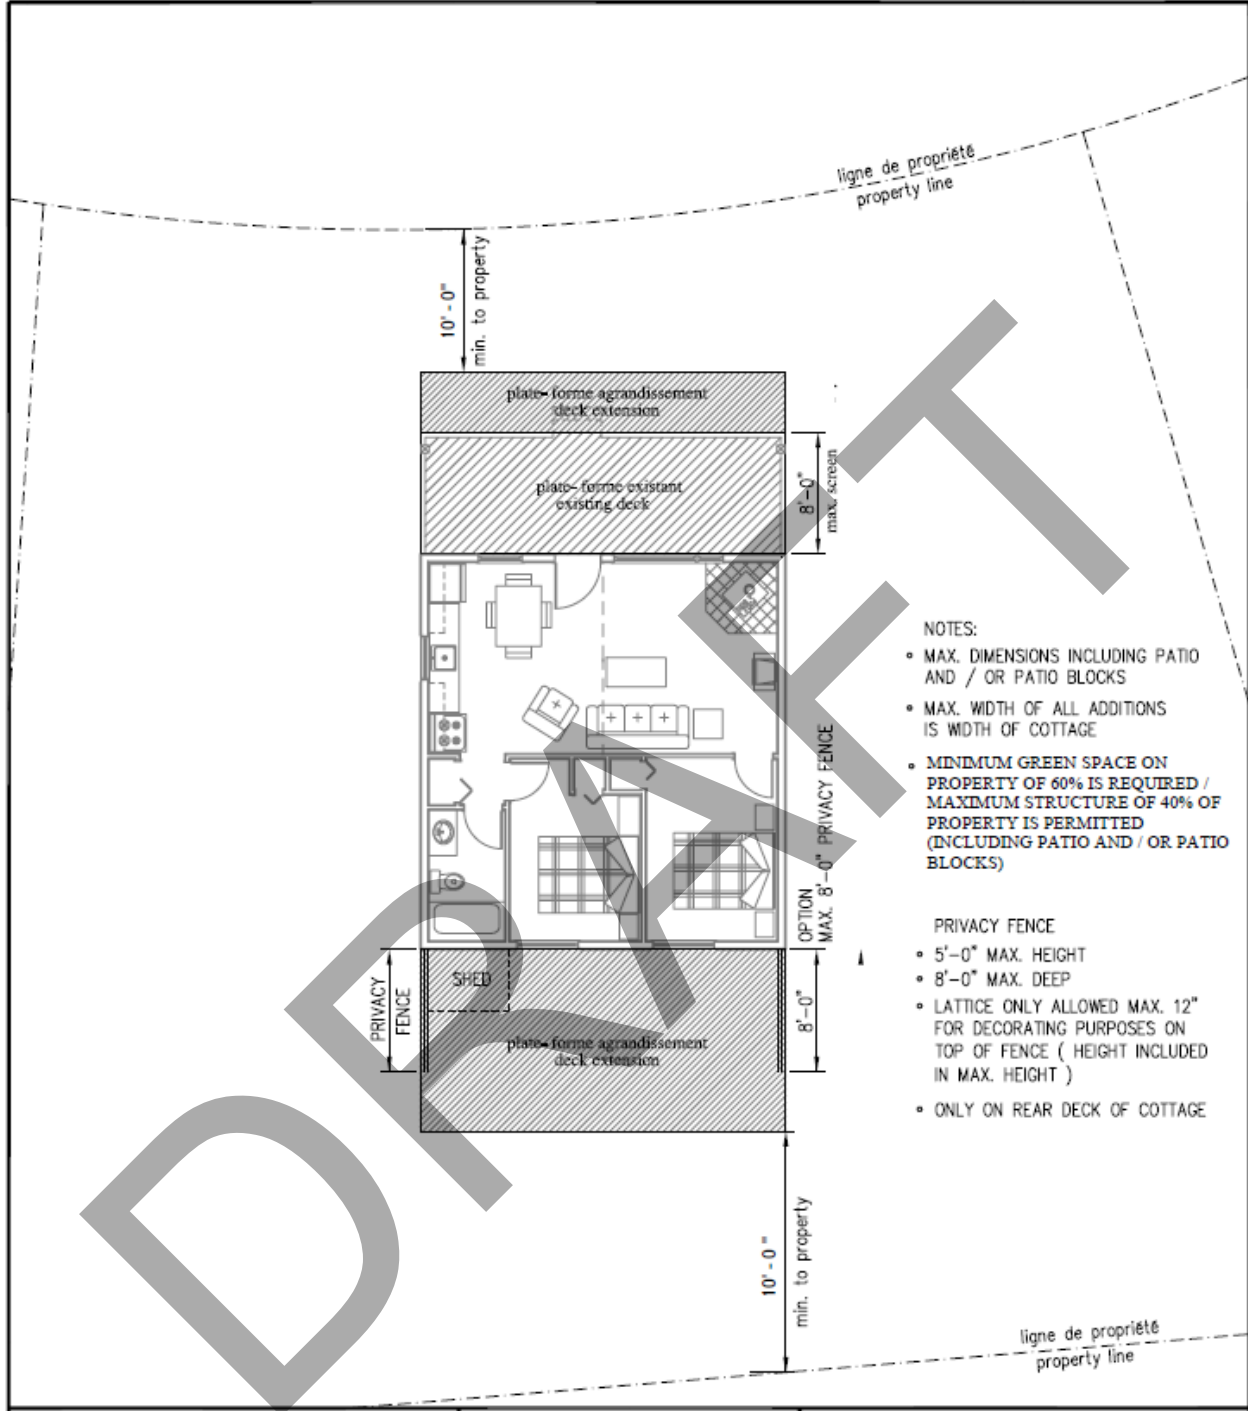 ligne de propriété
property line
10'-0"
min. to property
plate-forme agrandissement
deck extension
plate-forme existant
existing deck
8'-0"
max. screen
NOTES:
° MAX. DIMENSIONS INCLUDING PATIO
AND / OR PATIO BLOCKS
° MAX. WIDTH OF ALL ADDITIONS
IS WIDTH OF COTTAGE
° MINIMUM GREEN SPACE ON
PROPERTY OF 60% IS REQUIRED /
MAXIMUM STRUCTURE OF 40% OF
PROPERTY IS PERMITTED
(INCLUDING PATIO AND / OR PATIO
BLOCKS)
OPTION
MAX. 8'-0" PRIVACY FENCE
PRIVACY FENCE
° 5'-0" MAX. HEIGHT
° 8'-0" MAX. DEEP
° LATTICE ONLY ALLOWED MAX. 12"
FOR DECORATING PURPOSES ON
TOP OF FENCE ( HEIGHT INCLUDED
IN MAX. HEIGHT )
° ONLY ON REAR DECK OF COTTAGE
PRIVACY
FENCE
SHED
8'-0"
plate-forme agrandissement
deck extension
10'-0"
min. to property
ligne de propriété
property line
DRAFT